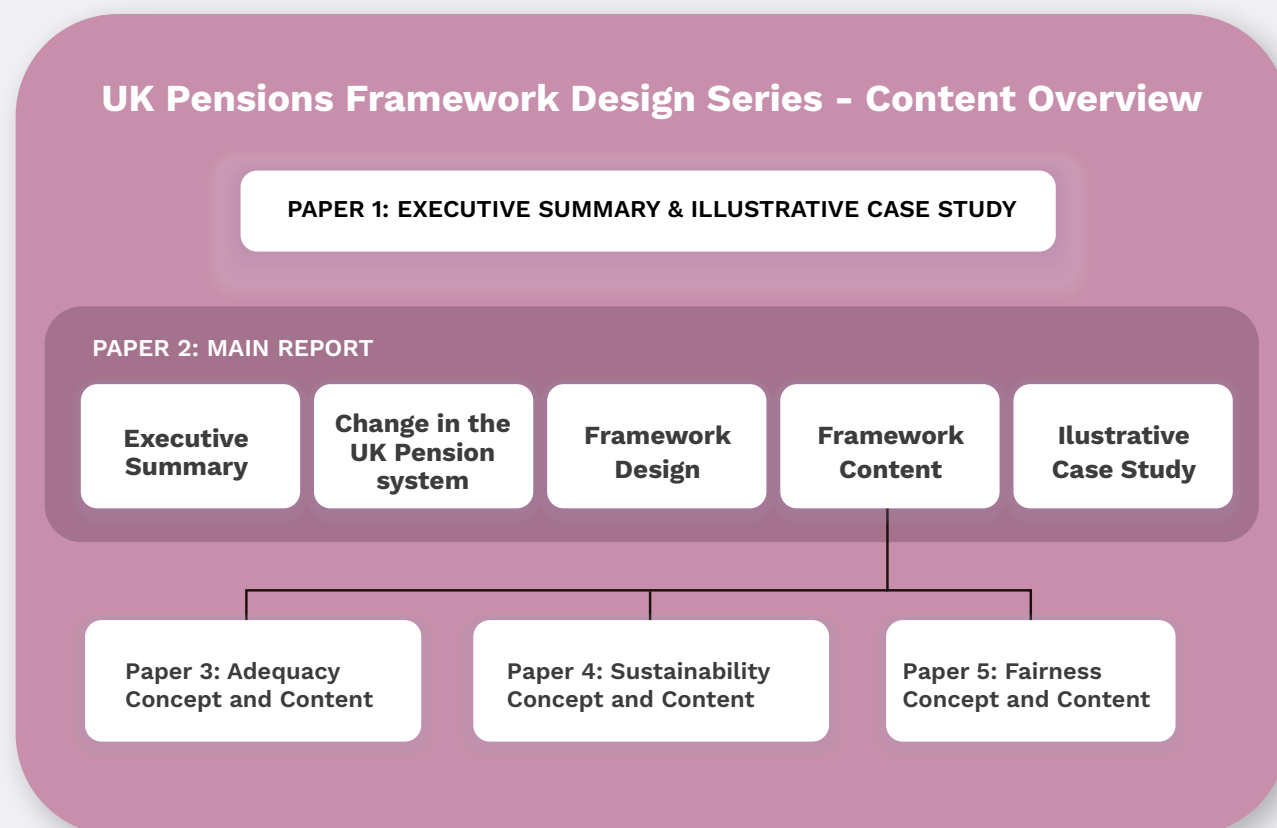 UK Pensions Framework Design Series - Content Overview
PAPER 1: EXECUTIVE SUMMARY & ILLUSTRATIVE CASE STUDY
PAPER 2: MAIN REPORT
Executive
Summary
Change in the
UK Pension
system
Framework
Design
Framework
Content
Ilustrative
Case Study
Paper 3: Adequacy
Concept and Content
Paper 4: Sustainability
Concept and Content
Paper 5: Fairness
Concept and Content